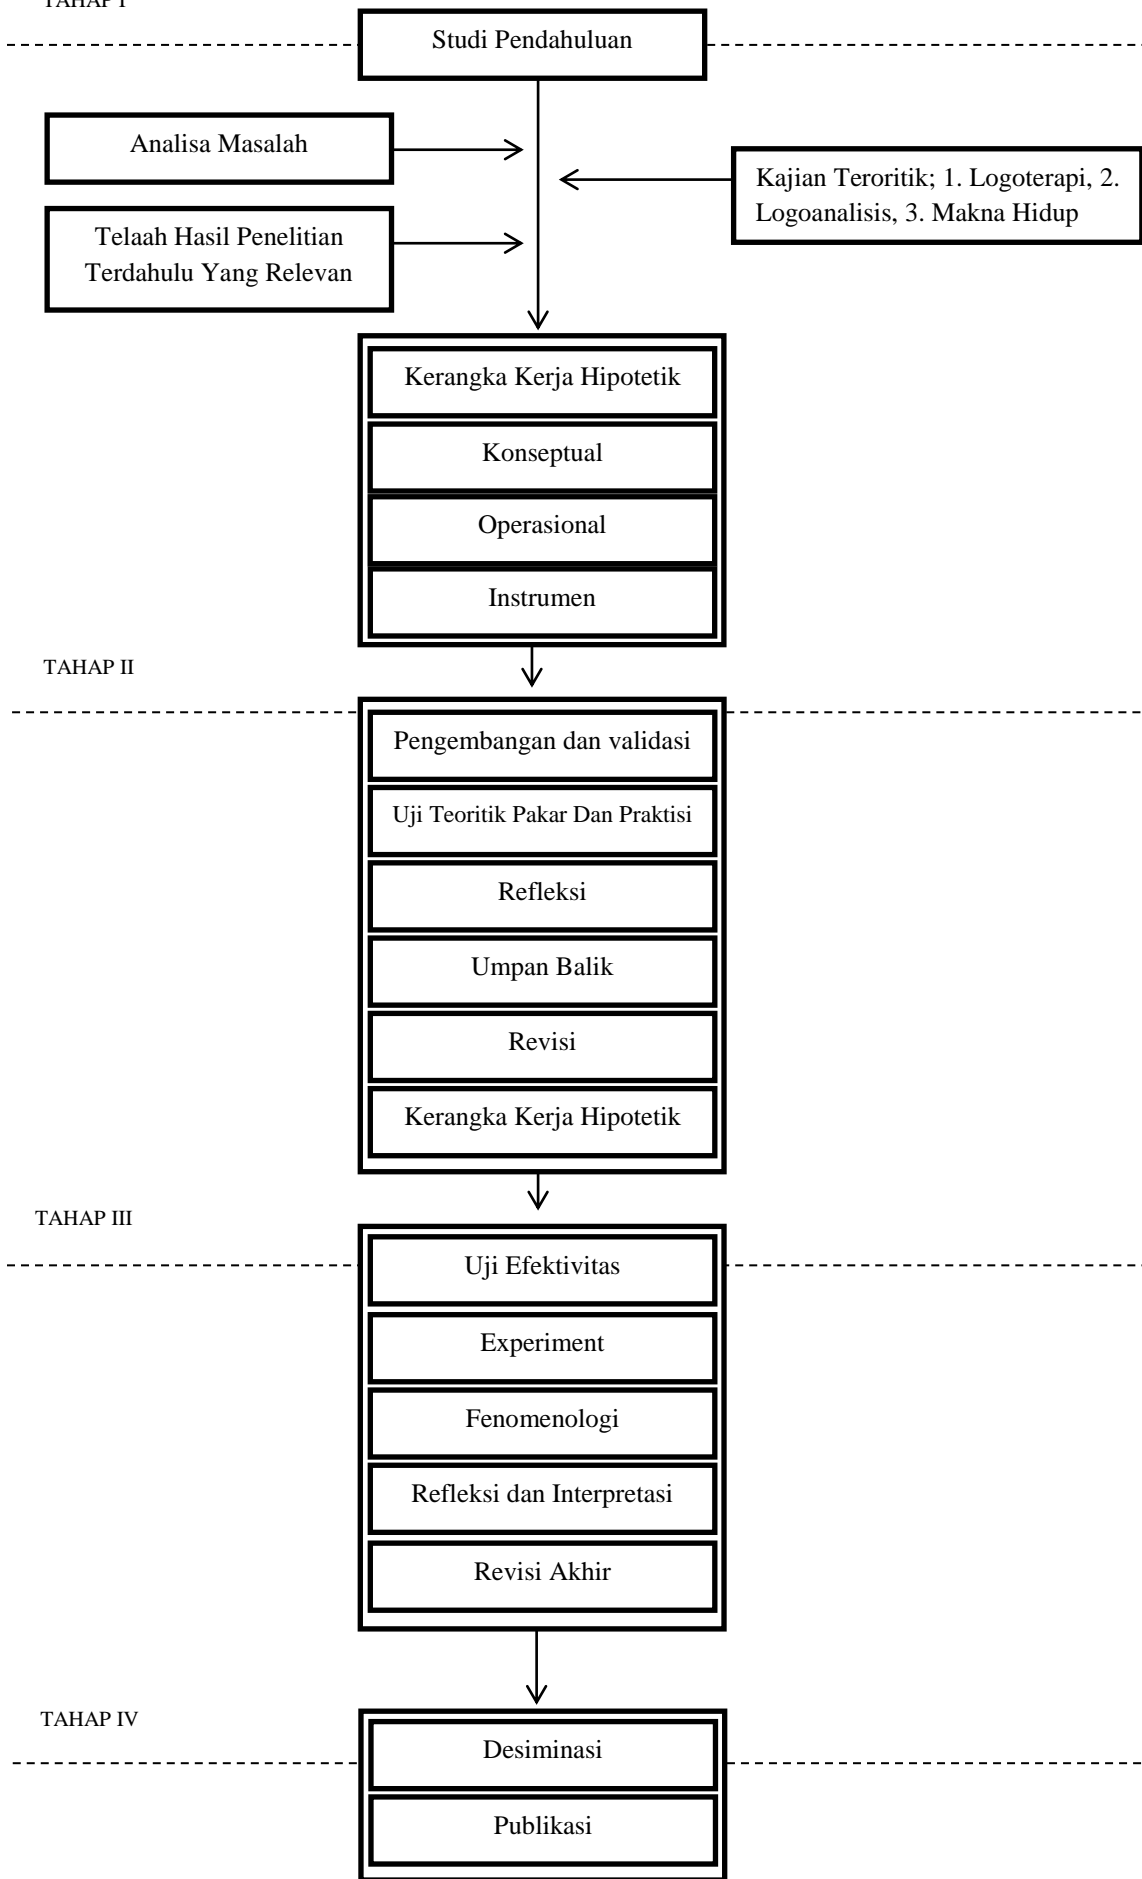 TAHAP I
Studi Pendahuluan
Analisa Masalah
Kajian Teroritik; 1. Logoterapi, 2.
Logoanalisis, 3. Makna Hidup
Telaah Hasil Penelitian
Terdahulu Yang Relevan
Kerangka Kerja Hipotetik
Konseptual
Operasional
Instrumen
TAHAP II
Pengembangan dan validasi
Uji Teoritik Pakar Dan Praktisi
Refleksi
Umpan Balik
Revisi
Kerangka Kerja Hipotetik
TAHAP III
Uji Efektivitas
Experiment
Fenomenologi
Refleksi dan Interpretasi
Revisi Akhir
TAHAP IV
Desiminasi
Publikasi